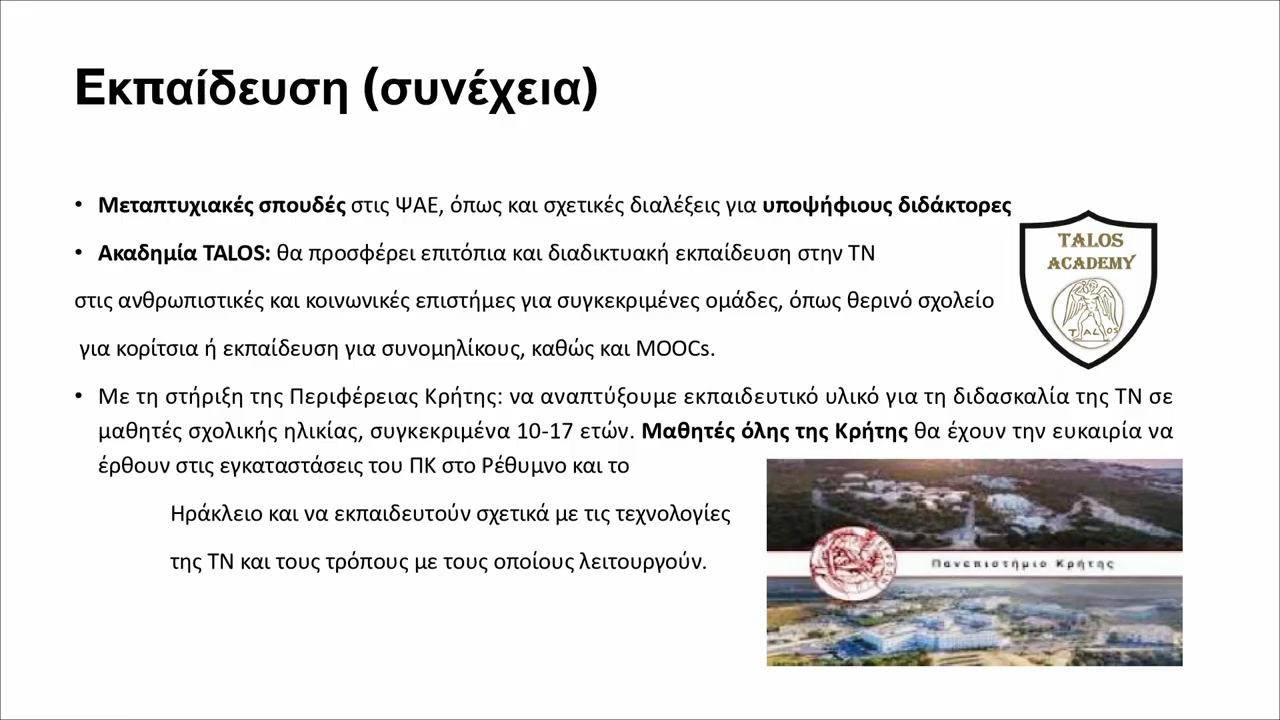 Εκπαίδευση (συνέχεια)
• Μεταπτυχιακές σπουδές στις ΨΑΕ, όπως και σχετικές διαλέξεις για υποψήφιους διδάκτορες
• Ακαδημία TALOS: θα προσφέρει επιτόπια και διαδικτυακή εκπαίδευση στην ΤΝ
στις ανθρωπιστικές και κοινωνικές επιστήμες για συγκεκριμένες ομάδες, όπως θερινό σχολείο
για κορίτσια ή εκπαίδευση για συνομηλίκους, καθώς και MOOCs.
TALOS
ACADEMY
TALOS
• Με τη στήριξη της Περιφέρειας Κρήτης: να αναπτύξουμε εκπαιδευτικό υλικό για τη διδασκαλία της ΤΝ σε
μαθητές σχολικής ηλικίας, συγκεκριμένα 10-17 ετών. Μαθητές όλης της Κρήτης θα έχουν την ευκαιρία να
έρθουν στις εγκαταστάσεις του ΠΚ στο Ρέθυμνο και το
Ηράκλειο και να εκπαιδευτούν σχετικά με τις τεχνολογίες
της ΤΝ και τους τρόπους με τους οποίους λειτουργούν.
Πανεπιστήμιο Κρήτης